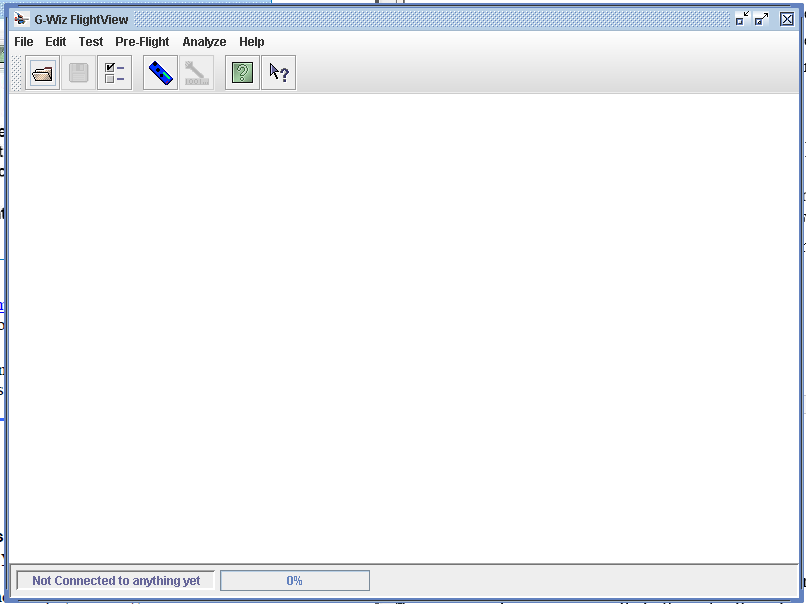 G-Wiz FlightView
File Edit Test Pre-Flight Analyze Help
Not Connected to anything yet 0%